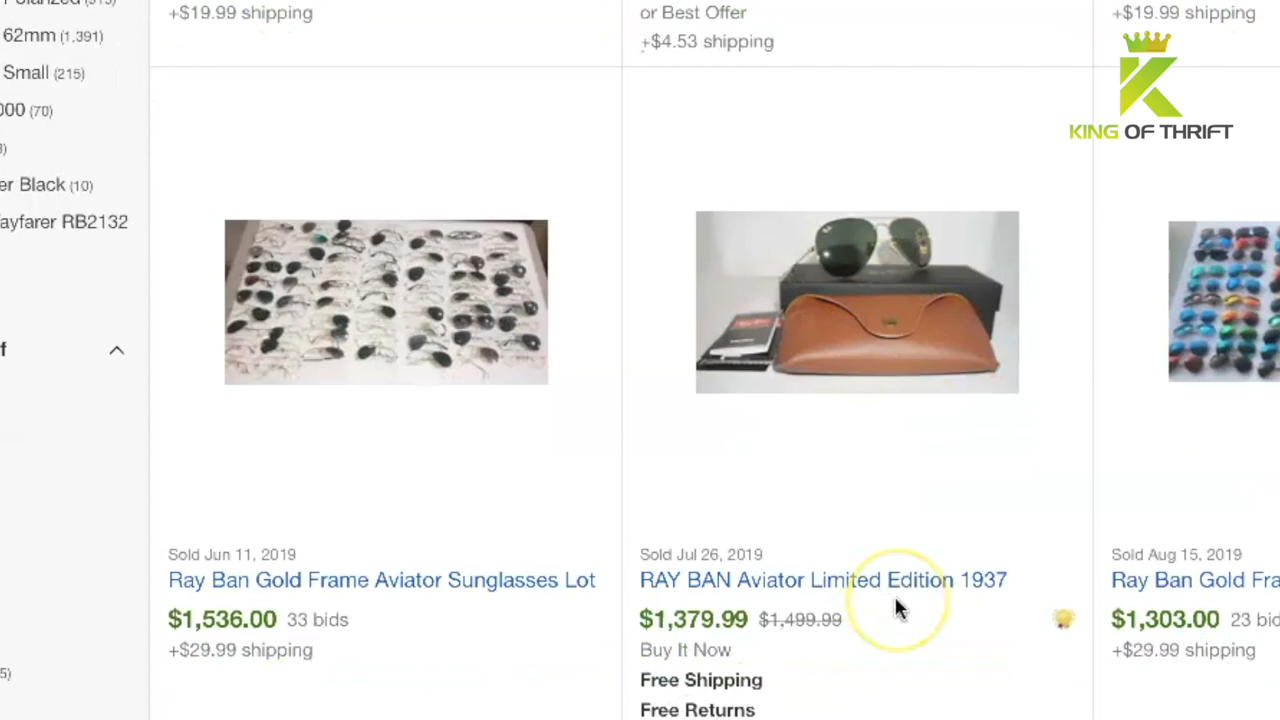 +$19.99 shipping
or Best Offer
+$4.53 shipping
+$19.99 shipping
62mm (1,391)
Small (215)
000 (70)
er Black (10)
ayfarer RB2132
f
KING OF THRIFT
Sold Jun 11, 2019
Ray Ban Gold Frame Aviator Sunglasses Lot
$1,536.00 33 bids
+$29.99 shipping
Sold Jul 26, 2019
RAY BAN Aviator Limited Edition 1937
$1,379.99 $1,499.99
Buy It Now
Free Shipping
Free Returns
Sold Aug 15, 2019
Ray Ban Gold Fra
$1,303.00 23 bid
+$29.99 shipping
5)